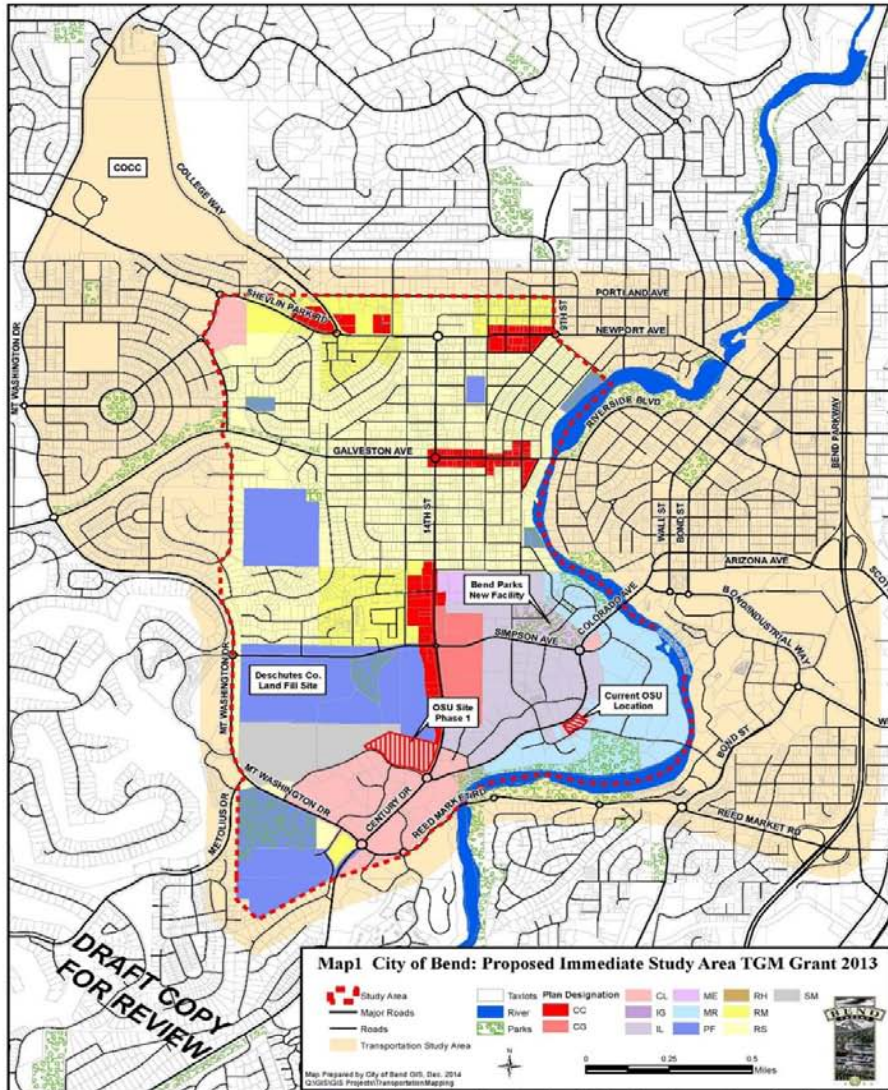 COCC
COLLEGE WAY
SHEVLIN PARK RD
PORTLAND AVE
9TH ST
NEWPORT AVE
MT WASHINGTON DR
RIVERSIDE BLVD
BEND PARKWAY
GALVESTON AVE
14TH ST
WALL ST
BOND ST
ARIZONA AVE
Bend Parks
New Facility
COLORADO AVE
BOND/INDUSTRIAL WAY
SIMPSON AVE
MT WASHINGTON DR
Deschutes Co.
Land Fill Site
OSU Site
Phase 1
Current OSU
Location
BOND ST
MT WASHINGTON DR
CENTURY DR
REED MARKET RD
REED MARKET RD
METOLIUS DR
DRAFT COPY
FOR REVIEW
Map1 City of Bend: Proposed Immediate Study Area TGM Grant 2013
Study Area
Major Roads
Roads
Transportation Study Area
Taxlots
River
Parks
Plan Designation
CC
CG
CL
IG
IL
ME
MR
PF
RH
RM
RS
SM
BEND
N
0 0.25 0.5
Miles
Map Prepared by City of Bend GIS, Dec. 2014